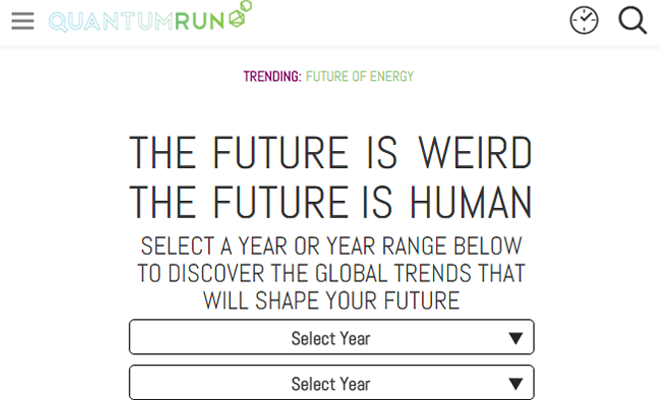 QUANTUMRUN
TRENDING: FUTURE OF ENERGY
THE FUTURE IS WEIRD
THE FUTURE IS HUMAN
SELECT A YEAR OR YEAR RANGE BELOW
TO DISCOVER THE GLOBAL TRENDS THAT
WILL SHAPE YOUR FUTURE
Select Year
Select Year